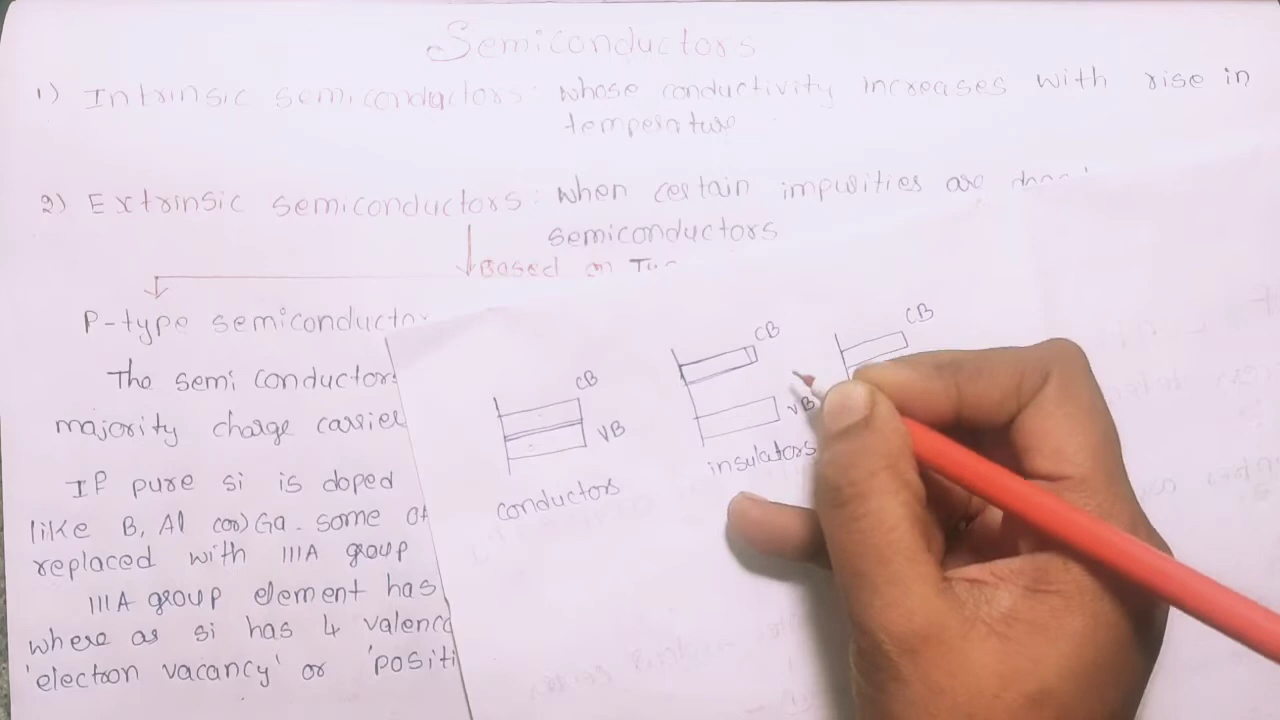 Semiconductors
1) Intrinsic semiconductors: whose conductivity increases with rise in
temperature
2) Extrinsic semiconductors: when certain impurities are
semiconductors
Based on
P-type semiconductor
The semi conductors
majority charge carrie
If pure si is doped
like B, Al (or) Ga. some of
replaced with IIIA group
IIIA group element has
where as si has 4 valenc
'electron vacancy' or 'positi
CB
VB
conductors
CB
VB
insulators
CB